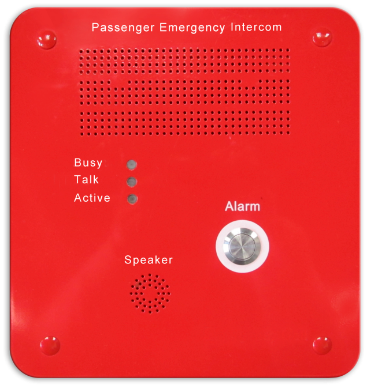 Passenger Emergency Intercom
Busy
Talk
Active
Alarm
Speaker